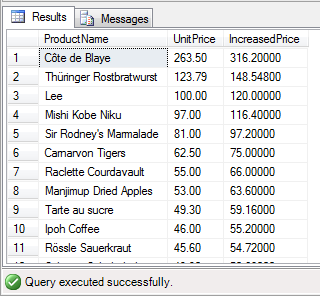 Results Messages
ProductName UnitPrice IncreasedPrice
1 Côte de Blaye 263.50 316.20000
2 Thüringer Rostbratwurst 123.79 148.54800
3 Lee 100.00 120.00000
4 Mishi Kobe Niku 97.00 116.40000
5 Sir Rodney's Marmalade 81.00 97.20000
6 Carnarvon Tigers 62.50 75.00000
7 Raclette Courdavault 55.00 66.00000
8 Manjimup Dried Apples 53.00 63.60000
9 Tarte au sucre 49.30 59.16000
10 Ipoh Coffee 46.00 55.20000
11 Rössle Sauerkraut 45.60 54.72000
Query executed successfully.